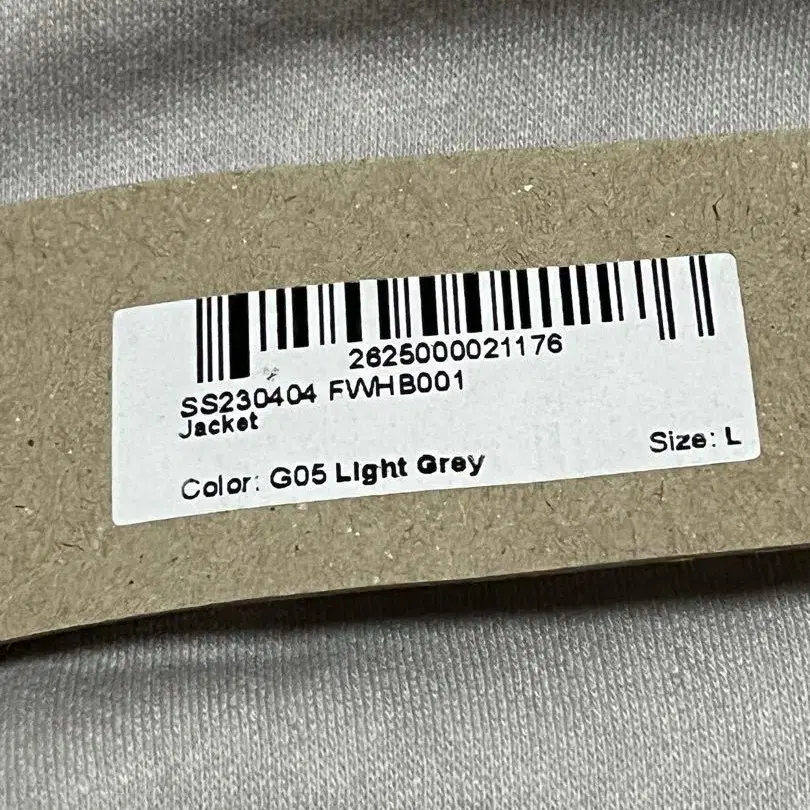 2625000021176
SS230404 FWHB001
Jacket
Color: G05 Light Grey
Size: L